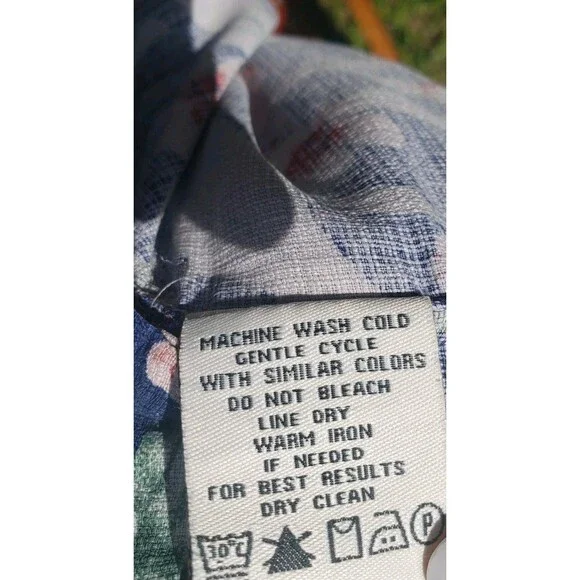 MACHINE WASH COLD
GENTLE CYCLE
WITH SIMILAR COLORS
DO NOT BLEACH
LINE DRY
WARM IRON
IF NEEDED
FOR BEST RESULTS
DRY CLEAN
30°C P